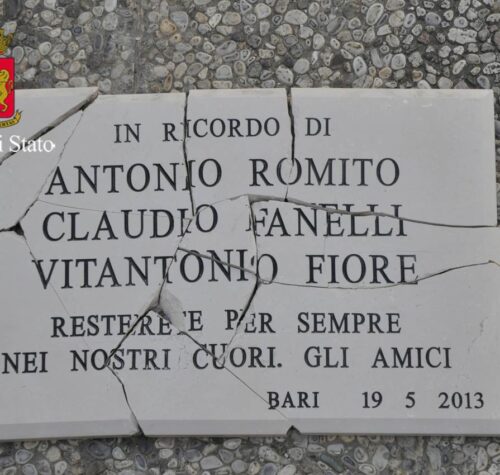 i Stato
IN RICORDO DI
ANTONIO ROMITO
CLAUDIO FANELLI
VITANTONIO FIORE
RESTERETE PER SEMPRE
NEI NOSTRI CUORI. GLI AMICI
BARI 19 5 2013